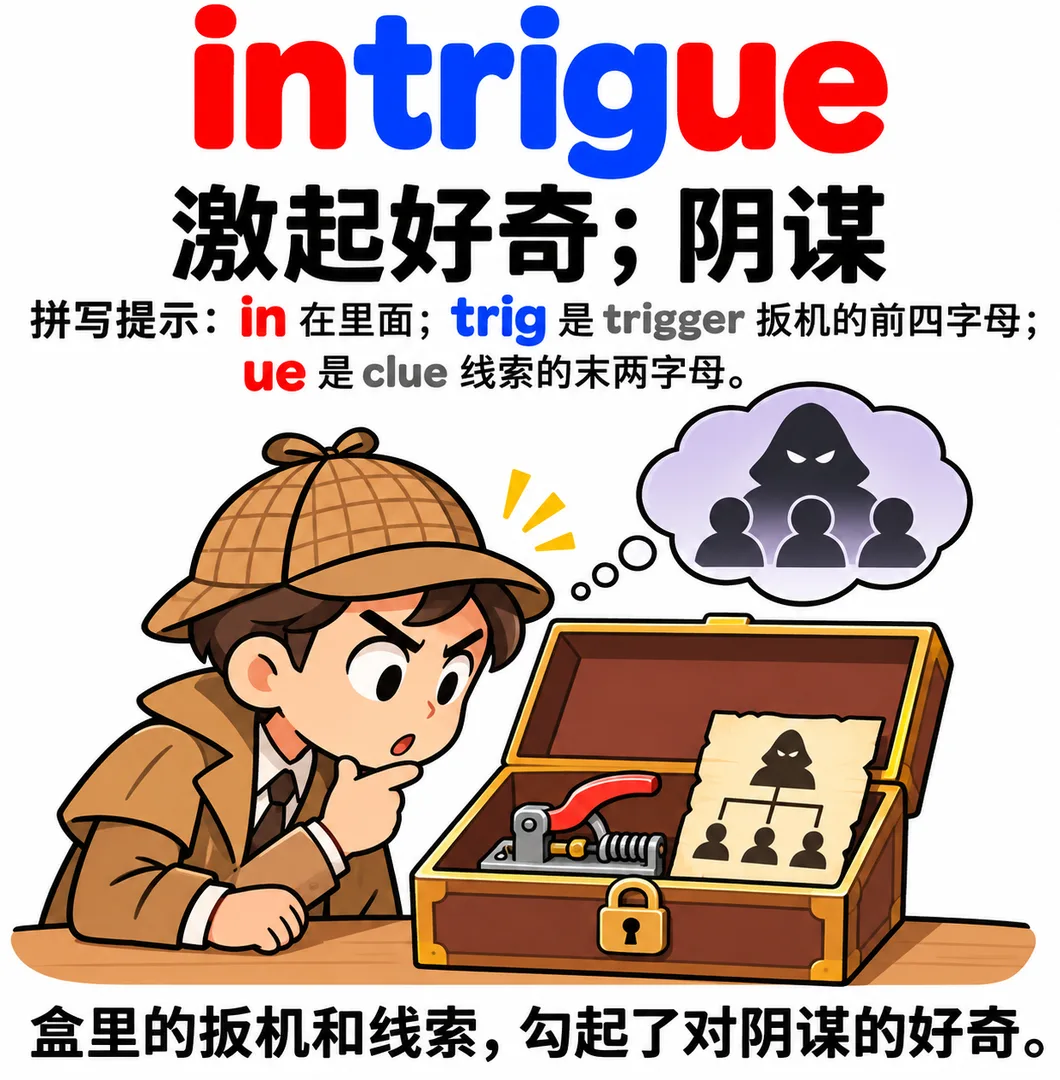 intrigue
激起好奇；阴谋
拼写提示：in 在里面；trig 是 trigger 扳机的前四字母；
ue 是 clue 线索的末两字母。
盒里的扳机和线索，勾起了对阴谋的好奇。